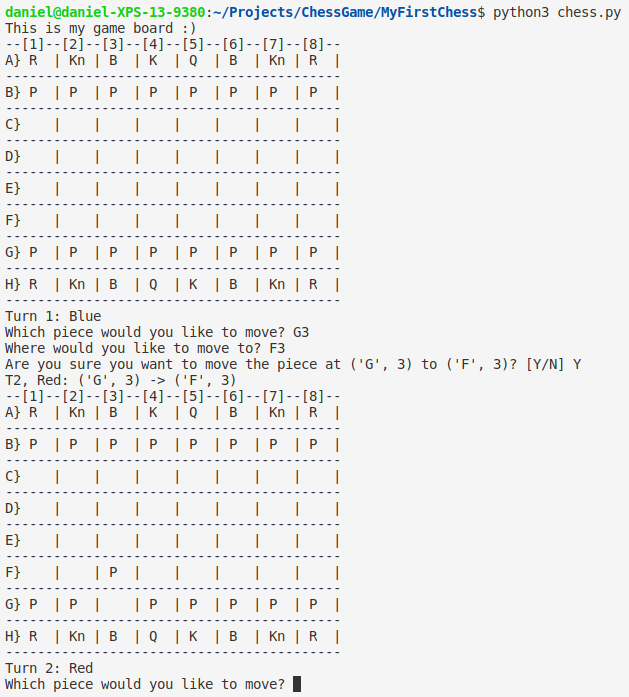 daniel@daniel-XPS-13-9380:~/Projects/ChessGame/MyFirstChess$ python3 chess.py
This is my game board :)
--[1]--[2]--[3]--[4]--[5]--[6]--[7]--[8]--
A} R  | Kn | B  | K  | Q  | B  | Kn | R  |
------------------------------------------
B} P  | P  | P  | P  | P  | P  | P  | P  |
------------------------------------------
C}    |    |    |    |    |    |    |    |
------------------------------------------
D}    |    |    |    |    |    |    |    |
------------------------------------------
E}    |    |    |    |    |    |    |    |
------------------------------------------
F}    |    |    |    |    |    |    |    |
------------------------------------------
G} P  | P  | P  | P  | P  | P  | P  | P  |
------------------------------------------
H} R  | Kn | B  | Q  | K  | B  | Kn | R  |
------------------------------------------
Turn 1: Blue
Which piece would you like to move? G3
Where would you like to move to? F3
Are you sure you want to move the piece at ('G', 3) to ('F', 3)? [Y/N] Y
T2, Red: ('G', 3) -> ('F', 3)
--[1]--[2]--[3]--[4]--[5]--[6]--[7]--[8]--
A} R  | Kn | B  | K  | Q  | B  | Kn | R  |
------------------------------------------
B} P  | P  | P  | P  | P  | P  | P  | P  |
------------------------------------------
C}    |    |    |    |    |    |    |    |
------------------------------------------
D}    |    |    |    |    |    |    |    |
------------------------------------------
E}    |    |    |    |    |    |    |    |
------------------------------------------
F}    |    | P  |    |    |    |    |    |
------------------------------------------
G} P  | P  |    | P  | P  | P  | P  | P  |
------------------------------------------
H} R  | Kn | B  | Q  | K  | B  | Kn | R  |
------------------------------------------
Turn 2: Red
Which piece would you like to move?